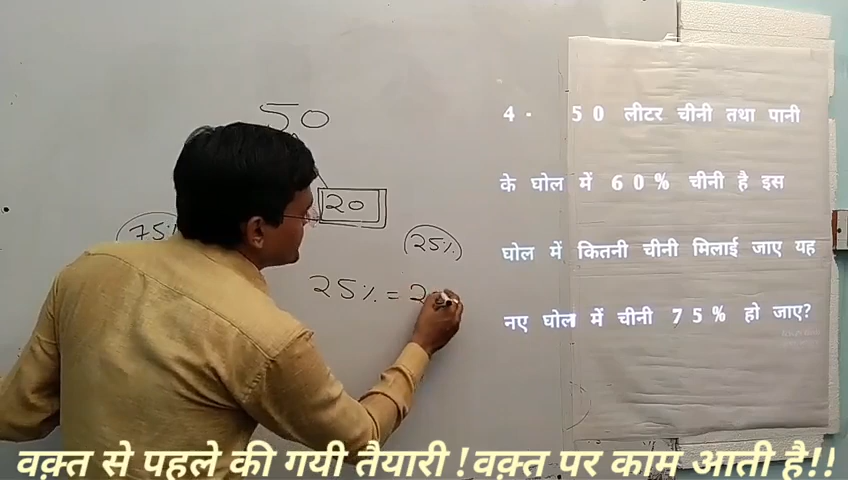 50
20
75%
25%
25% = 2
4. 50 लीटर चीनी तथा पानी
के घोल में 60% चीनी है इस
घोल में कितनी चीनी मिलाई जाए यह
नए घोल में चीनी 75% हो जाए?
वक़्त से पहले की गयी तैयारी ! वक़्त पर काम आती है!!